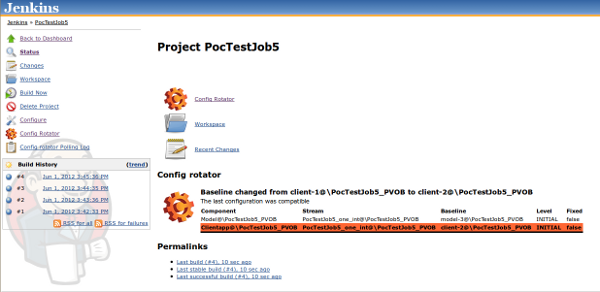 Jenkins
Jenkins » PocTestJob5
Back to Dashboard
Status
Changes
Workspace
Build Now
Delete Project
Configure
Config Rotator
Config rotator Polling Log
Build History (trend)
#4 Jun 1, 2012 3:45:36 PM
#3 Jun 1, 2012 3:44:35 PM
#2 Jun 1, 2012 3:43:36 PM
#1 Jun 1, 2012 3:42:33 PM
RSS for all RSS for failures
Project PocTestJob5
Config Rotator
Workspace
Recent Changes
Config rotator
Baseline changed from client-1@\PocTestJob5_PVOB to client-2@\PocTestJob5_PVOB
The last configuration was compatible
Component Stream Baseline Level Fixed
Model@\PocTestJob5_PVOB PocTestJob5_one_int@\PocTestJob5_PVOB model-3@\PocTestJob5_PVOB INITIAL false
Clientapp@\PocTestJob5_PVOB PocTestJob5_one_int@\PocTestJob5_PVOB client-2@\PocTestJob5_PVOB INITIAL false
Permalinks
Last build (#4), 10 sec ago
Last stable build (#4), 10 sec ago
Last successful build (#4), 10 sec ago